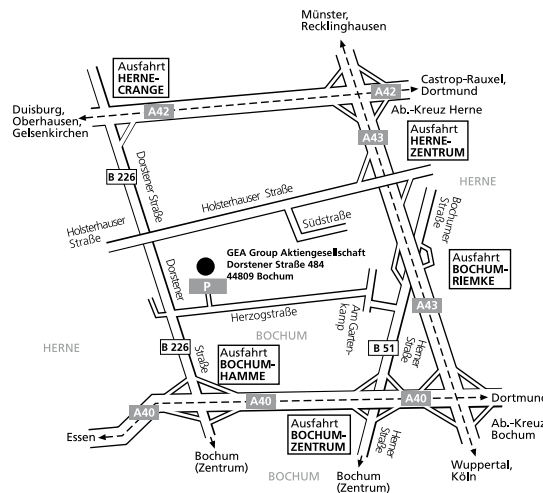 Münster,
Recklinghausen
Ausfahrt
HERNE-
CRANGE
A42
Castrop-Rauxel,
Dortmund
Duisburg,
Oberhausen,
Gelsenkirchen
A42
Ab.-Kreuz Herne
A43
Ausfahrt
HERNE-
ZENTRUM
B 226
Dorstener Straße
Holsterhauser Straße
HERNE
Holsterhauser
Straße
Südstraße
Bochumer
Straße
GEA Group Aktiengesellschaft
Dorstener Straße 484
44809 Bochum
P
Dorstener
Ausfahrt
BOCHUM-
RIEMKE
Herzogstraße
Am Garten-
kamp
A43
BOCHUM
HERNE
B 226
Straße
Ausfahrt
BOCHUM-
HAMME
B 51
Herner
Straße
A40
A40
A40
Dortmund
Essen
Ausfahrt
BOCHUM-
ZENTRUM
Herner
Straße
Ab.-Kreuz
Bochum
Bochum
(Zentrum)
BOCHUM
Bochum
(Zentrum)
Wuppertal,
Köln